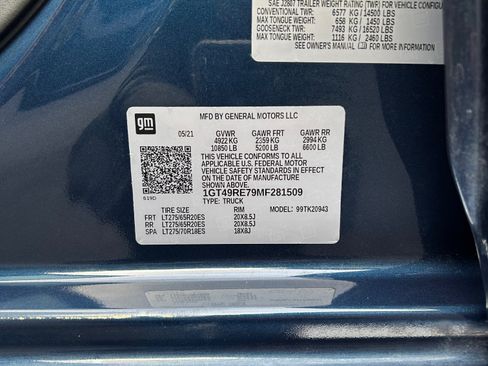 SAE J2807 TRAILER WEIGHT RATING (TWR) FOR VEHICLE CONFIGU
CONVENTIONAL TWR: 6577 KG / 14500 LBS
MAX TONGUE WEIGHT: 658 KG / 1450 LBS
GOOSENECK TWR: 7493 KG / 16520 LBS
MAX TONGUE WEIGHT: 1116 KG / 2460 LBS
SEE OWNER'S MANUAL FOR
gm
MFD BY GENERAL MOTORS LLC
05/21 GVWR GAWR FRT GAWR RR
4922 KG 2359 KG 2994 KG
10850 LB 5200 LB 6600 LB
THIS VEHICLE CONFORMS TO ALL
APPLICABLE U.S. FEDERAL MOTOR
VEHICLE SAFETY STANDARDS IN
EFFECT ON THE DATE OF
MANUFACTURE SHOWN ABOVE.
1GT49RE79MF281509
619D TYPE: TRUCK
TIRE SIZE RIM 99TK20943
FRT LT275/65R20ES 20X8.5J
RR LT275/65R20ES 20X8.5J
SPA LT275/70R18ES 18X8J